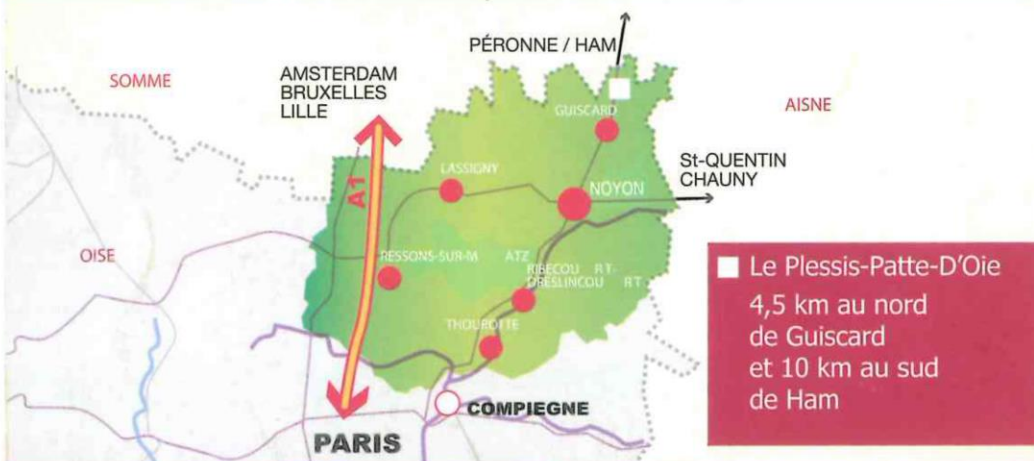 PÉRONNE / HAM
SOMME
AMSTERDAM
BRUXELLES
LILLE
AISNE
GUISCARD
St-QUENTIN
CHAUNY
LASSIGNY
NOYON
A1
OISE
RESSONS-SUR-M ATZ
RIBECOU RT-
DRESLINCOU RT
THOUROTTE
COMPIEGNE
PARIS
Le Plessis-Patte-D'Oie
4,5 km au nord
de Guiscard
et 10 km au sud
de Ham